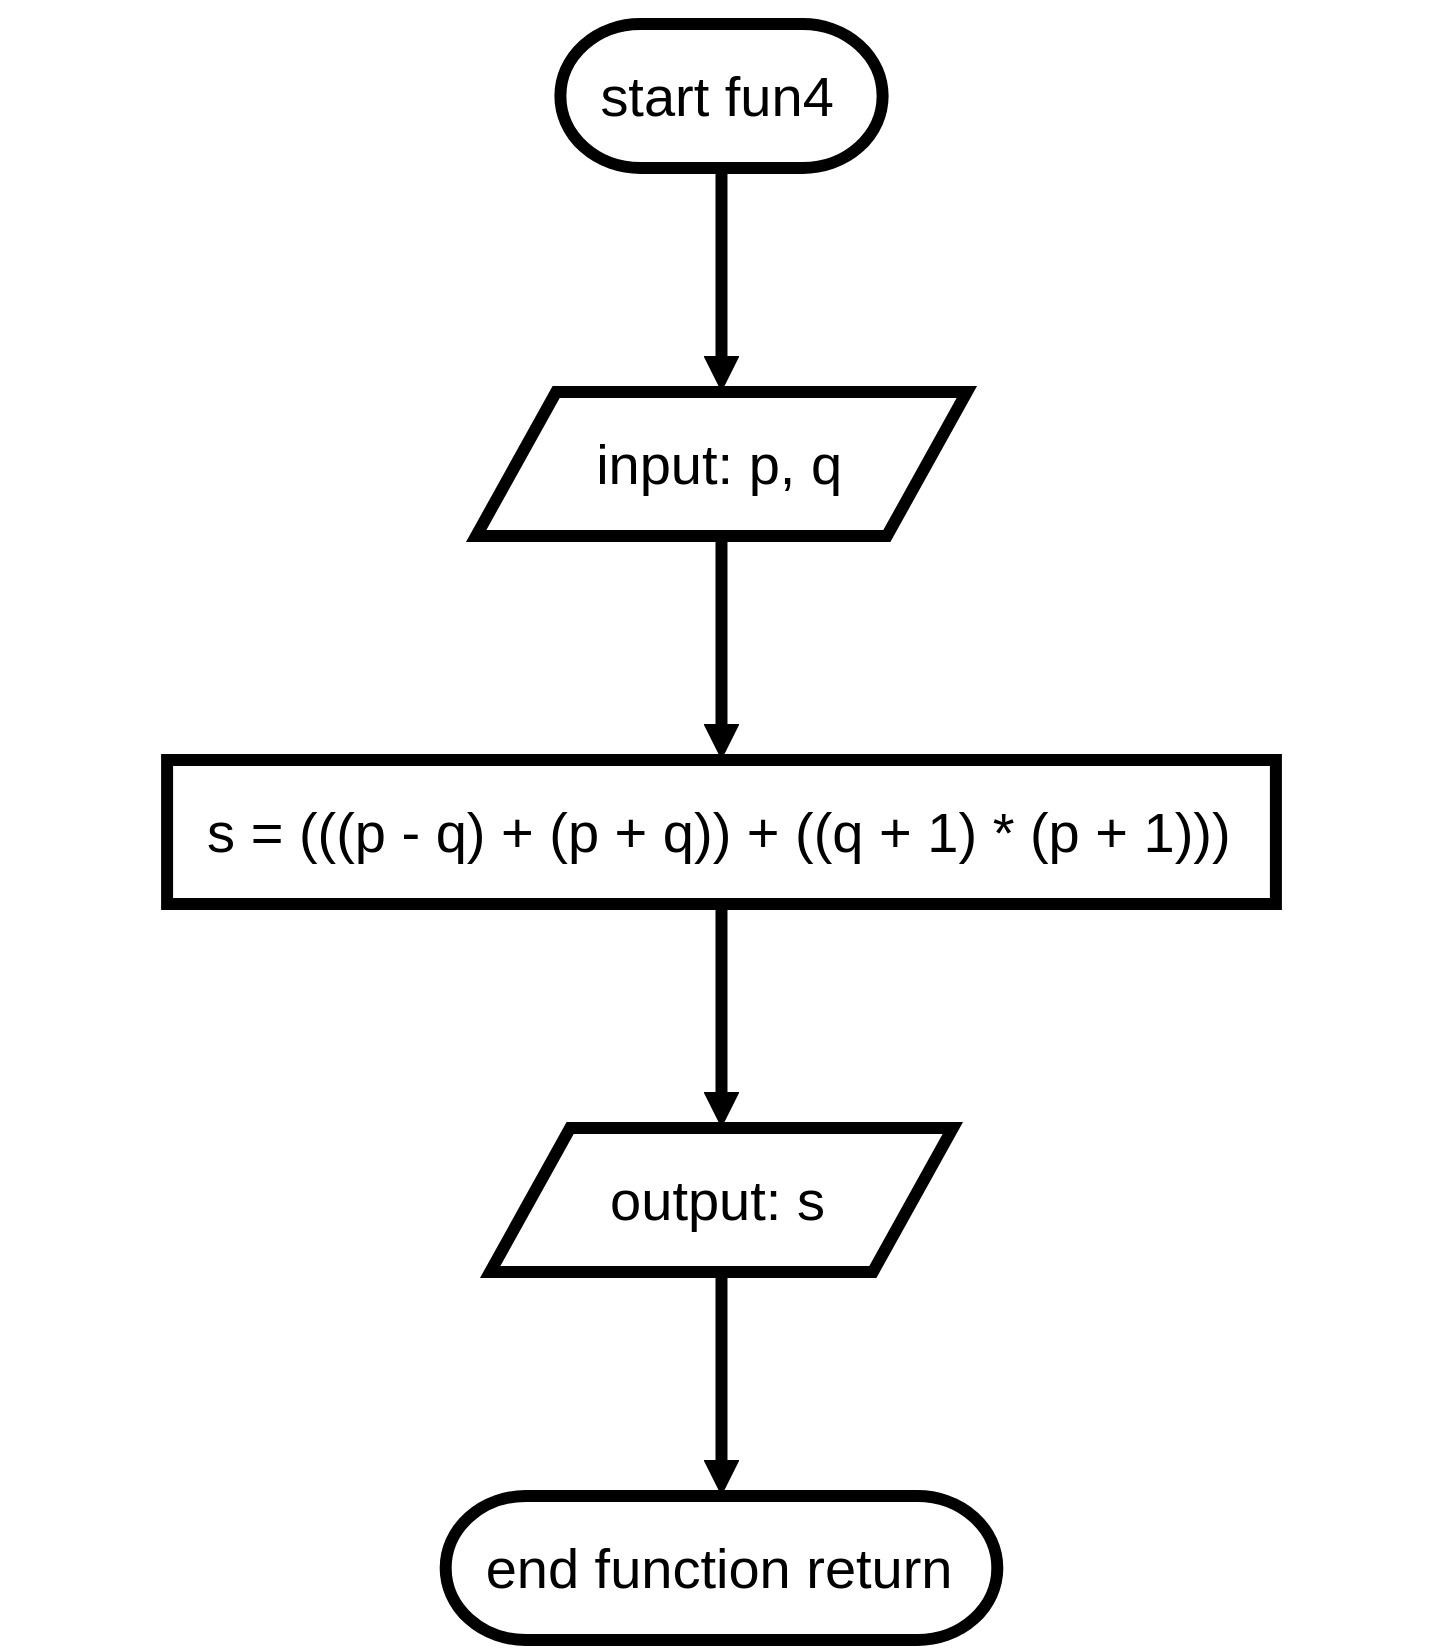 start fun4
input: p, q
s = (((p - q) + (p + q)) + ((q + 1) * (p + 1)))
output: s
end function return